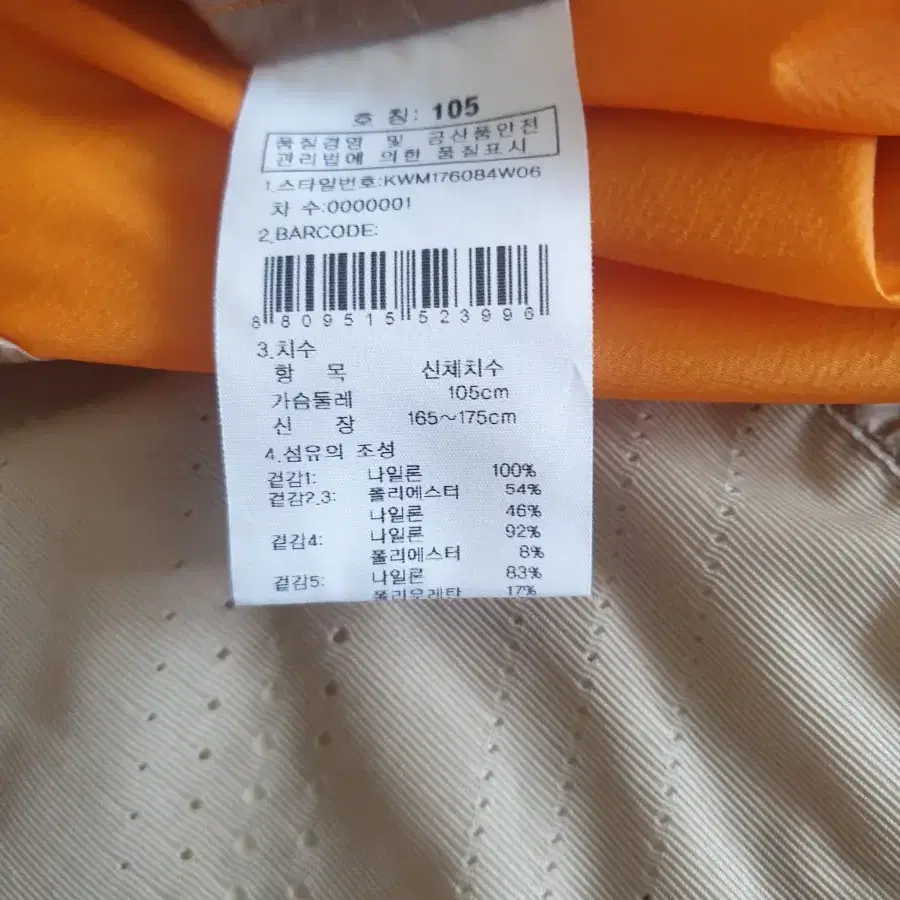 호 칭: 105
품질경영 및 공산품안전
관리법에 의한 품질표시
1.스타일번호:KWM176084W06
차 수:0000001
2.BARCODE:
8 809515 523996
3.치수
항 목 신체치수
가슴둘레 105cm
신 장 165~175cm
4.섬유의 조성
겉감1: 나일론 100%
겉감2,3: 폴리에스터 54%
나일론 46%
겉감4: 나일론 92%
폴리에스터 8%
겉감5: 나일론 83%
폴리우레탄 17%